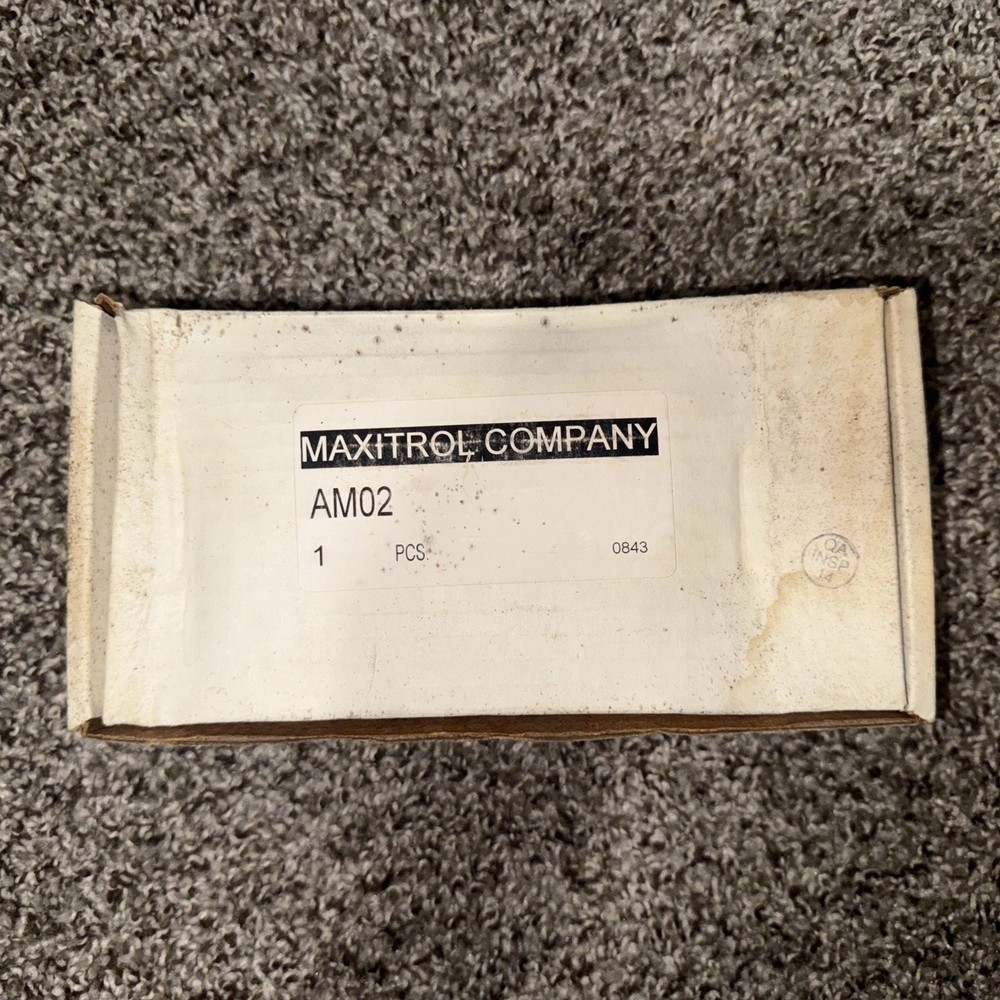 MAXITROL COMPANY
AM02
1 PCS
0843
QA
INSP
14